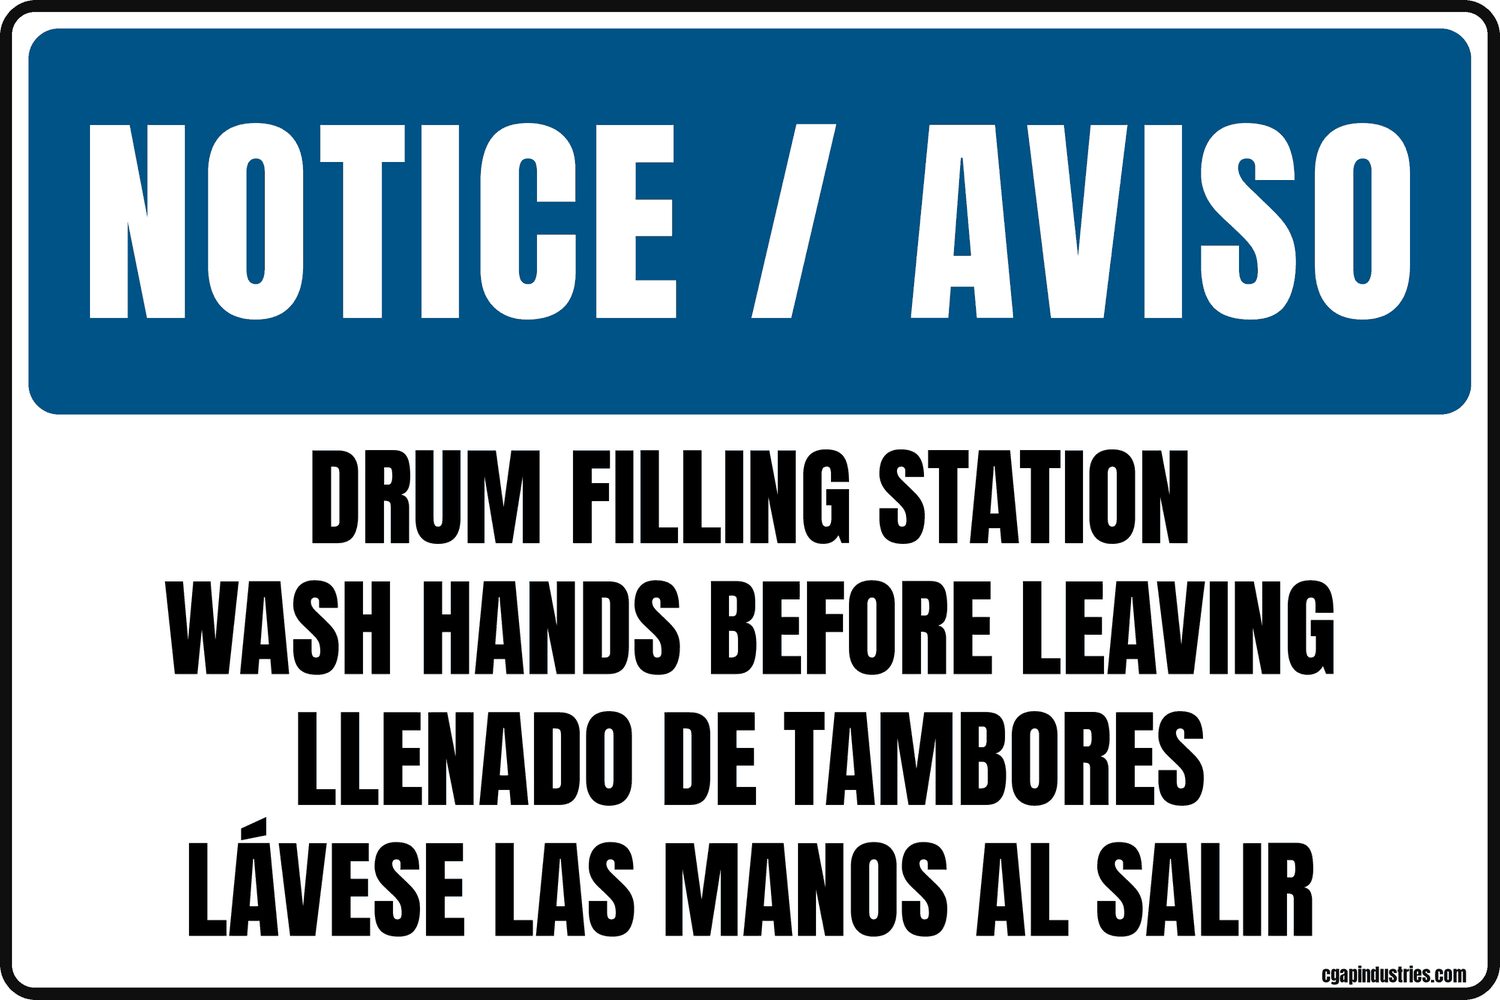 NOTICE / AVISO
DRUM FILLING STATION
WASH HANDS BEFORE LEAVING
LLENADO DE TAMBORES
LÁVESE LAS MANOS AL SALIR
cgapindustries.com